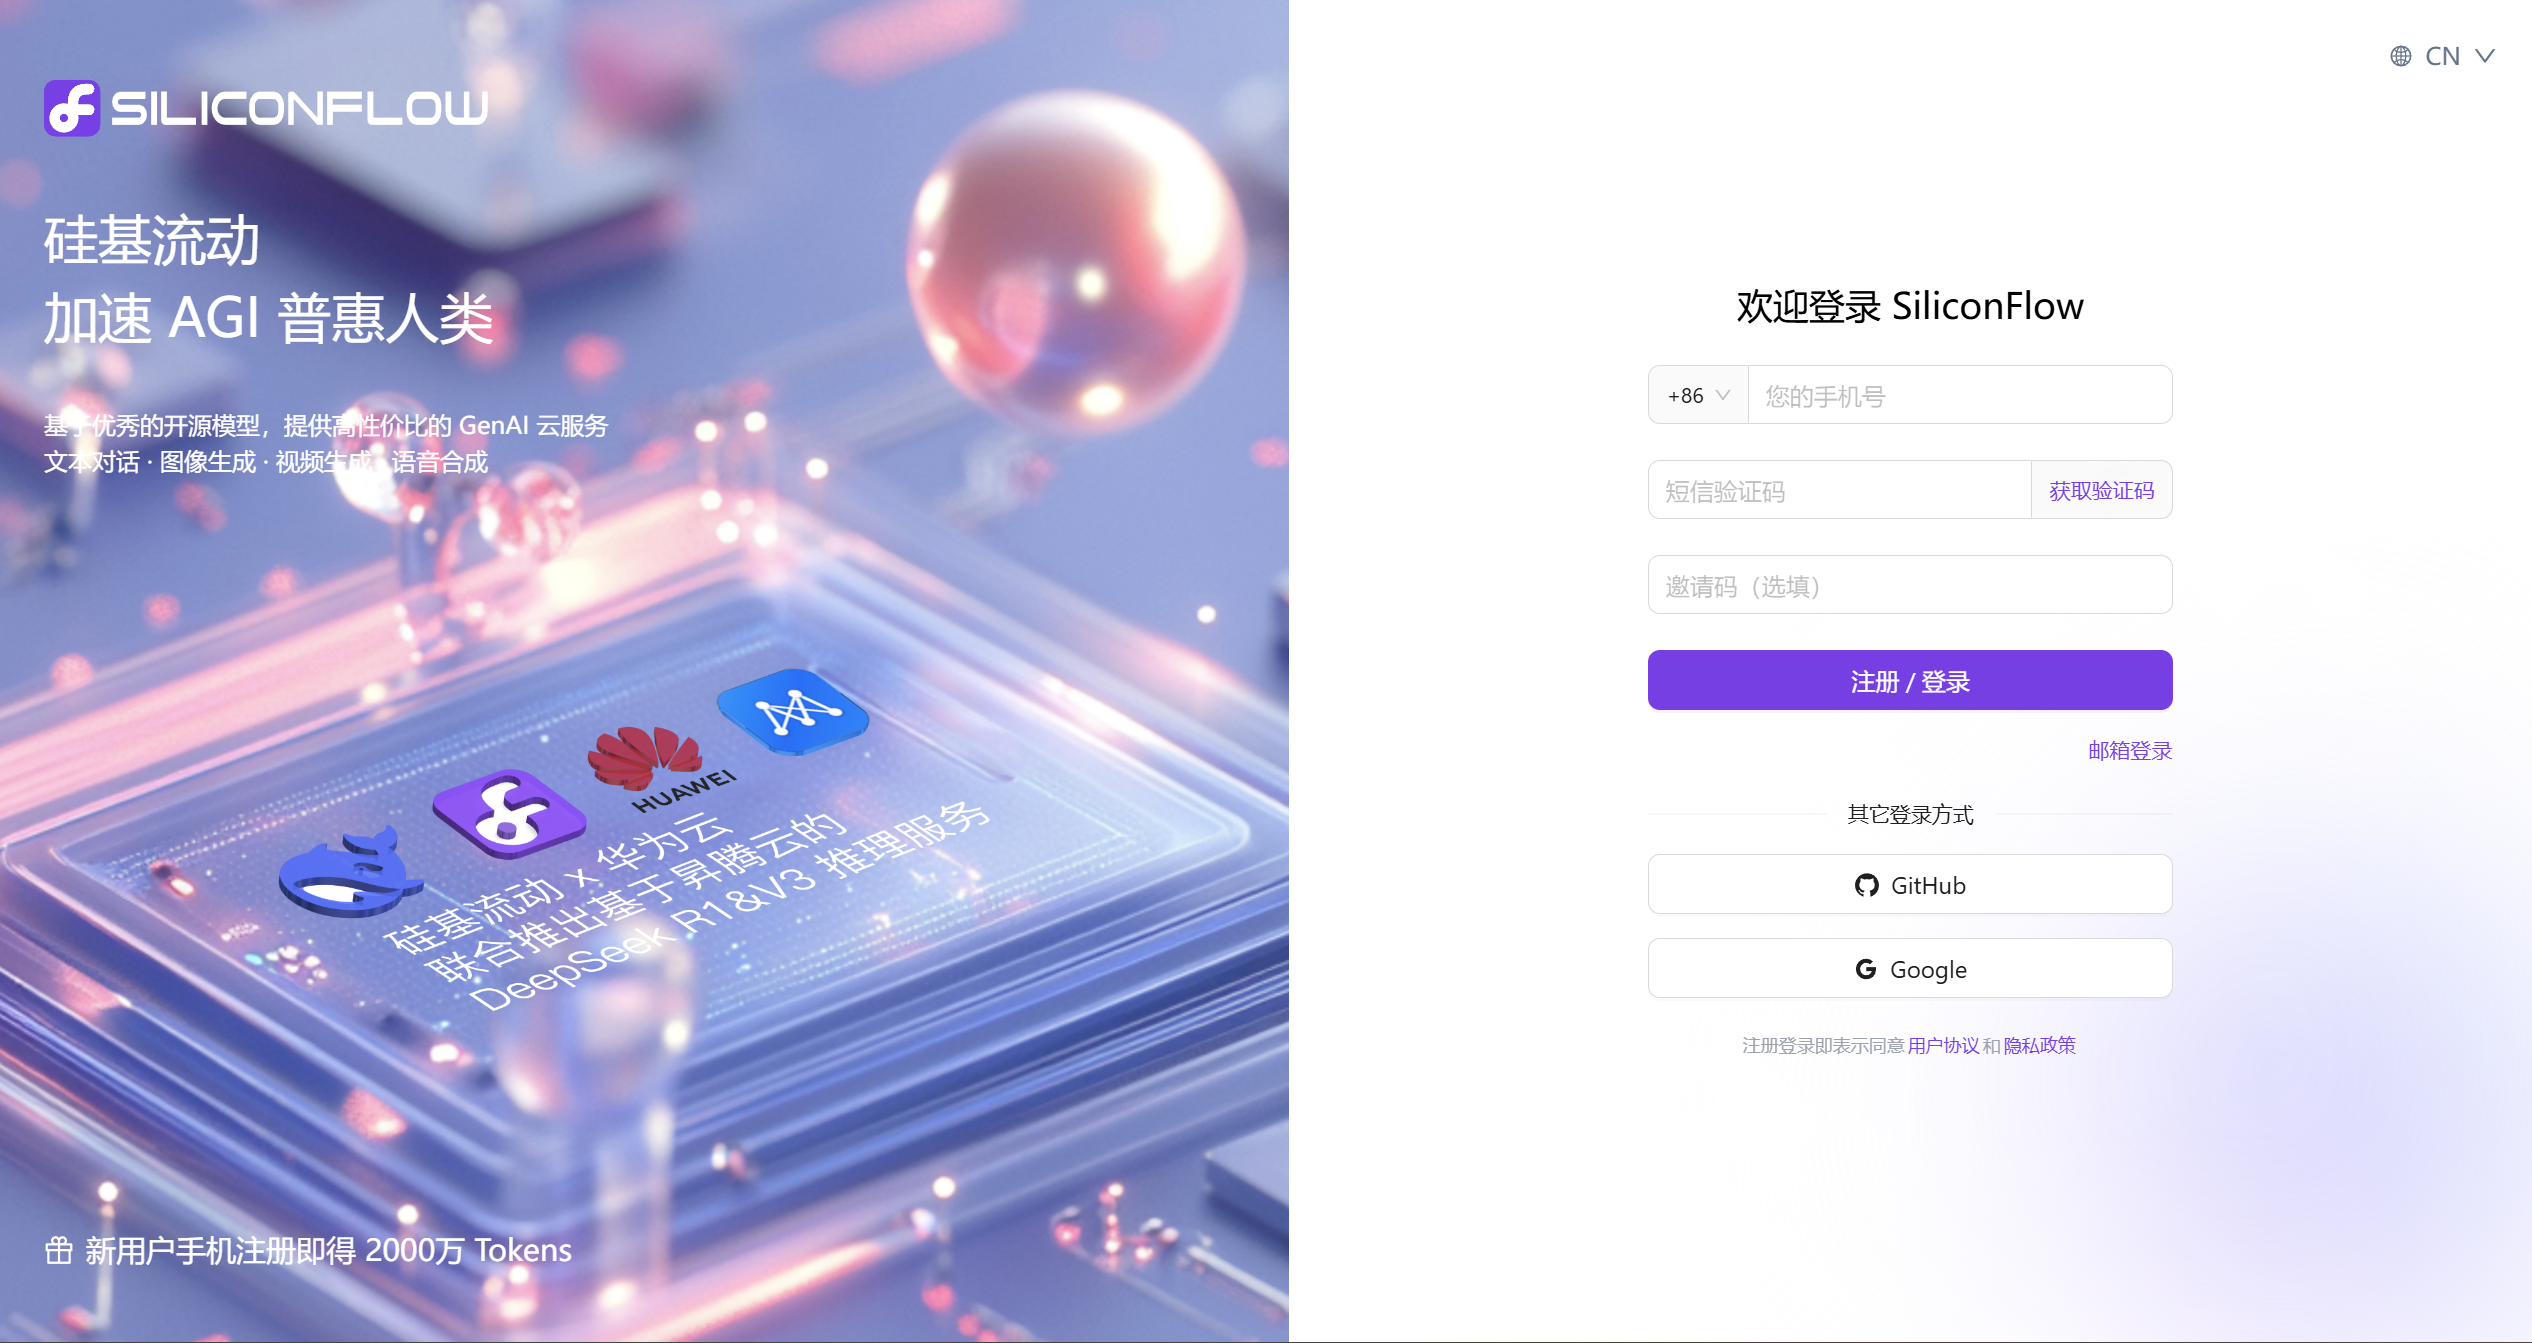 SILICONFLOW
硅基流动
加速 AGI 普惠人类
基于优秀的开源模型，提供高性价比的 GenAI 云服务
文本对话 · 图像生成 · 视频生成 · 语音合成
HUAWEI
硅基流动 x 华为云
联合推出基于昇腾云的
DeepSeek R1&V3 推理服务
新用户手机注册即得 2000万 Tokens
CN
欢迎登录 SiliconFlow
+86 您的手机号
短信验证码 获取验证码
邀请码（选填）
注册 / 登录
邮箱登录
其它登录方式
GitHub
Google
注册登录即表示同意 用户协议 和 隐私政策